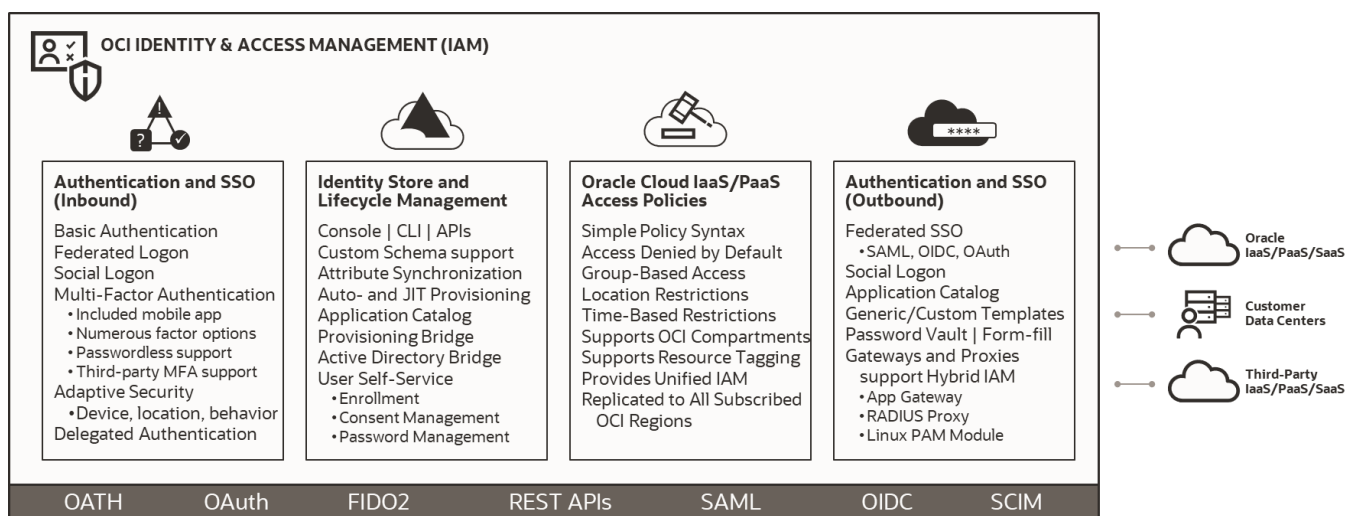 OCI IDENTITY & ACCESS MANAGEMENT (IAM)
!
?
****
Authentication and SSO
(Inbound)
Basic Authentication
Federated Logon
Social Logon
Multi-Factor Authentication
• Included mobile app
• Numerous factor options
• Passwordless support
• Third-party MFA support
Adaptive Security
• Device, location, behavior
Delegated Authentication
Identity Store and
Lifecycle Management
Console | CLI | APIs
Custom Schema support
Attribute Synchronization
Auto- and JIT Provisioning
Application Catalog
Provisioning Bridge
Active Directory Bridge
User Self-Service
• Enrollment
• Consent Management
• Password Management
Oracle Cloud IaaS/PaaS
Access Policies
Simple Policy Syntax
Access Denied by Default
Group-Based Access
Location Restrictions
Time-Based Restrictions
Supports OCI Compartments
Supports Resource Tagging
Provides Unified IAM
Replicated to All Subscribed
OCI Regions
Authentication and SSO
(Outbound)
Federated SSO
• SAML, OIDC, OAuth
Social Logon
Application Catalog
Generic/Custom Templates
Password Vault | Form-fill
Gateways and Proxies
support Hybrid IAM
• App Gateway
• RADIUS Proxy
• Linux PAM Module
Oracle
IaaS/PaaS/SaaS
Customer
Data Centers
Third-Party
IaaS/PaaS/SaaS
OATH OAuth FIDO2 REST APIs SAML OIDC SCIM